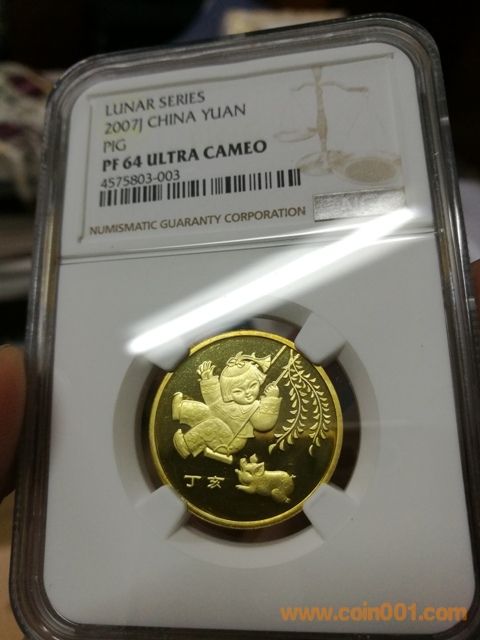 LUNAR SERIES
2007J CHINA YUAN
PIG
PF 64 ULTRA CAMEO
4575803-003
NUMISMATIC GUARANTY CORPORATION
NGC
丁亥
www.coin001.com